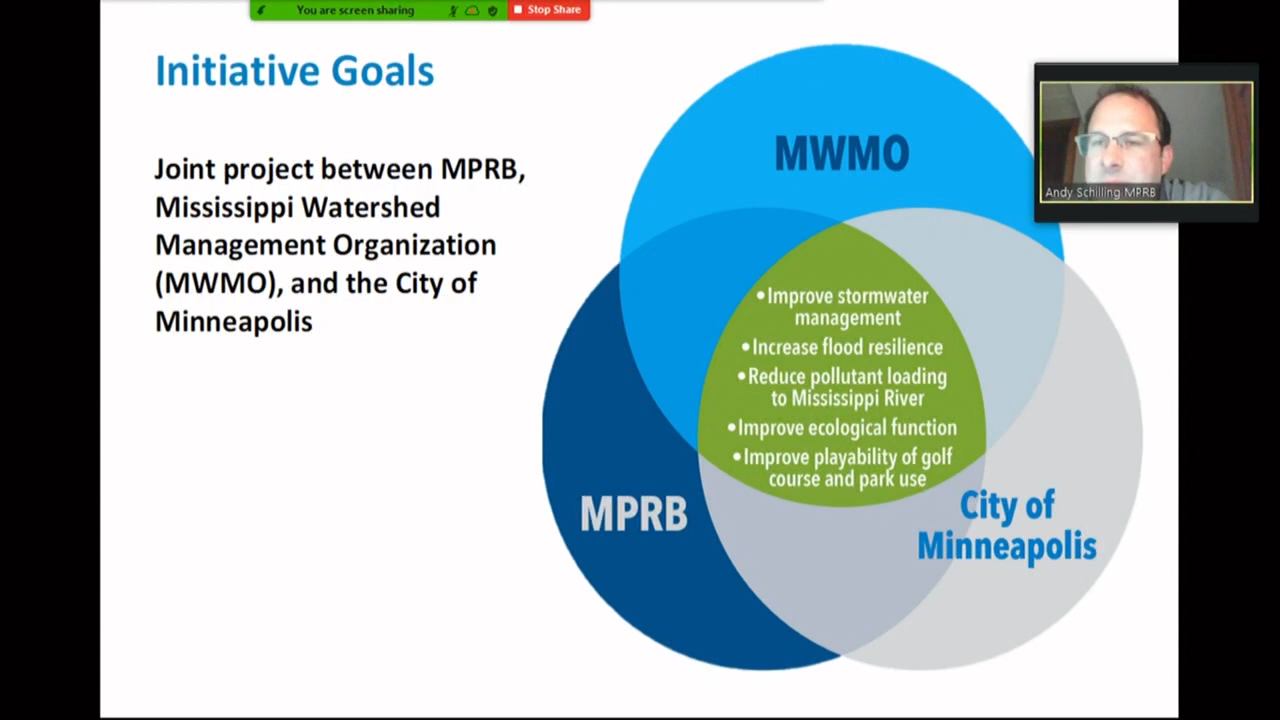 You are screen sharing
Stop Share
Initiative Goals
Joint project between MPRB,
Mississippi Watershed
Management Organization
(MWMO), and the City of
Minneapolis
MWMO
•Improve stormwater
management
•Increase flood resilience
•Reduce pollutant loading
to Mississippi River
•Improve ecological function
•Improve playability of golf
course and park use
MPRB
City of
Minneapolis
Andy Schilling MPRB